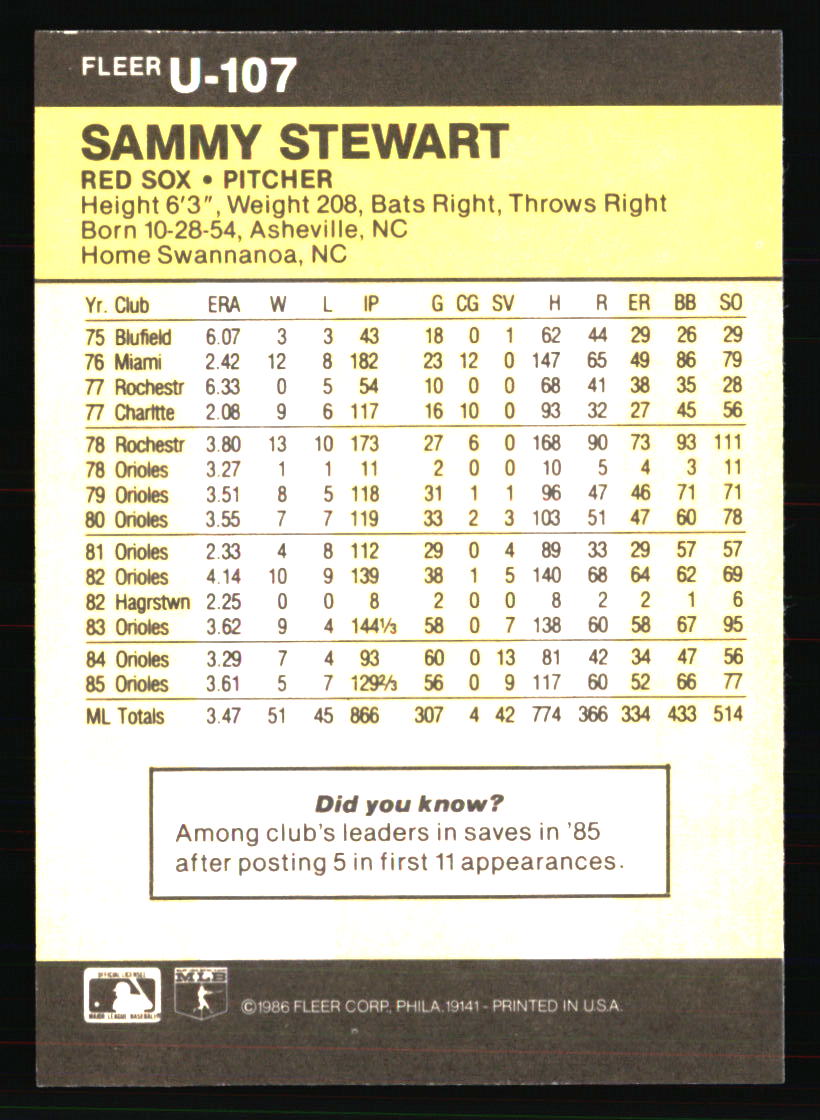 FLEER U-107
SAMMY STEWART
RED SOX • PITCHER
Height 6'3", Weight 208, Bats Right, Throws Right
Born 10-28-54, Asheville, NC
Home Swannanoa, NC
Yr. Club ERA W L IP G CG SV H R ER BB SO
75 Blufield 6.07 3 3 43 18 0 1 62 44 29 26 29
76 Miami 2.42 12 8 182 23 12 0 147 65 49 86 79
77 Rochestr 6.33 0 5 54 10 0 0 68 41 38 35 28
77 Charltte 2.08 9 6 117 16 10 0 93 32 27 45 56
78 Rochestr 3.80 13 10 173 27 6 0 168 90 73 93 111
78 Orioles 3.27 1 1 11 2 0 0 10 5 4 3 11
79 Orioles 3.51 8 5 118 31 1 1 96 47 46 71 71
80 Orioles 3.55 7 7 119 33 2 3 103 51 47 60 78
81 Orioles 2.33 4 8 112 29 0 4 89 33 29 57 57
82 Orioles 4.14 10 9 139 38 1 5 140 68 64 62 69
82 Hagrstwn 2.25 0 0 8 2 0 0 8 2 2 1 6
83 Orioles 3.62 9 4 144⅓ 58 0 7 138 60 58 67 95
84 Orioles 3.29 7 4 93 60 0 13 81 42 34 47 56
85 Orioles 3.61 5 7 129⅔ 56 0 9 117 60 52 66 77
ML Totals 3.47 51 45 866 307 4 42 774 366 334 433 514
Did you know?
Among club's leaders in saves in '85
after posting 5 in first 11 appearances.
OFFICIAL LICENSEE
MAJOR LEAGUE BASEBALL
MLB
©1986 FLEER CORP., PHILA. 19141 - PRINTED IN U.S.A.